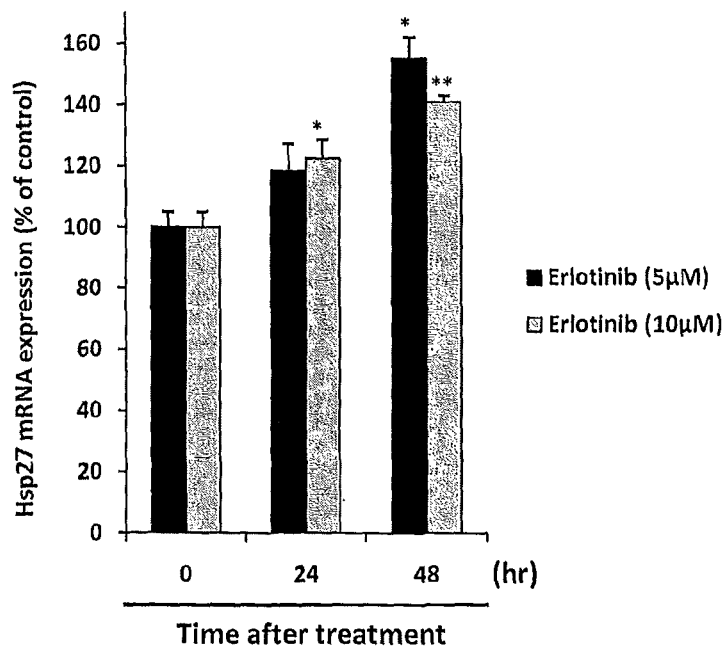 Hsp27 mRNA expression (% of control)
160
140
120
100
80
60
40
20
0
*
*
**
0 24 48 (hr)
Time after treatment
Erlotinib (5µM)
Erlotinib (10µM)